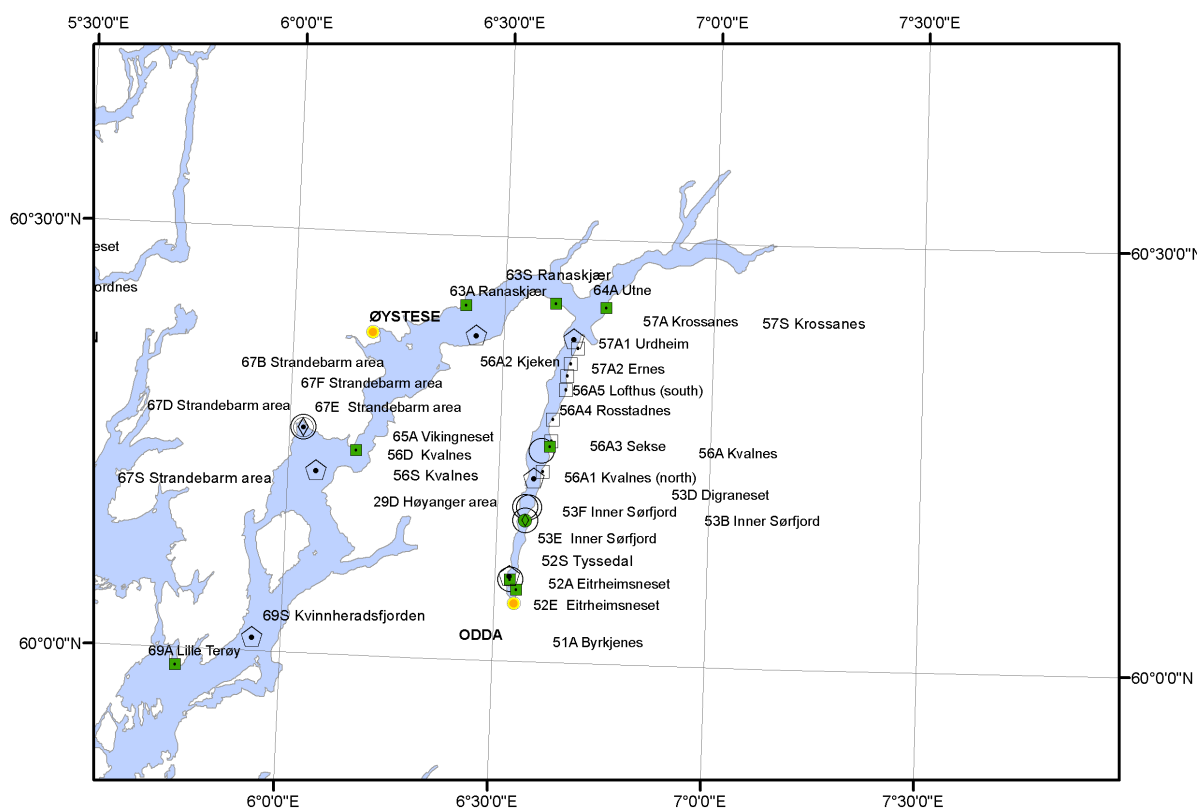 5°30'0"E 6°0'0"E 6°30'0"E 7°0'0"E 7°30'0"E
60°30'0"N
eset
60°30'0"N
63S Ranaskjær
ordnes
63A Ranaskjær
64A Utne
ØYSTESE
57A Krossanes
57S Krossanes
57A1 Urdheim
67B Strandebarm area
56A2 Kjeken
57A2 Ernes
67F Strandebarm area
56A5 Lofthus (south)
67D Strandebarm area
67E Strandebarm area
56A4 Rosstadnes
65A Vikingneset
56A3 Sekse
56A Kvalnes
56D Kvalnes
67S Strandebarm area
56S Kvalnes
56A1 Kvalnes (north)
53D Digraneset
29D Høyanger area
53F Inner Sørfjord
53B Inner Sørfjord
53E Inner Sørfjord
52S Tyssedal
52A Eitrheimsneset
52E Eitrheimsneset
69S Kvinnheradsfjorden
ODDA
51A Byrkjenes
60°0'0"N
69A Lille Terøy
60°0'0"N
6°0'0"E 6°30'0"E 7°0'0"E 7°30'0"E